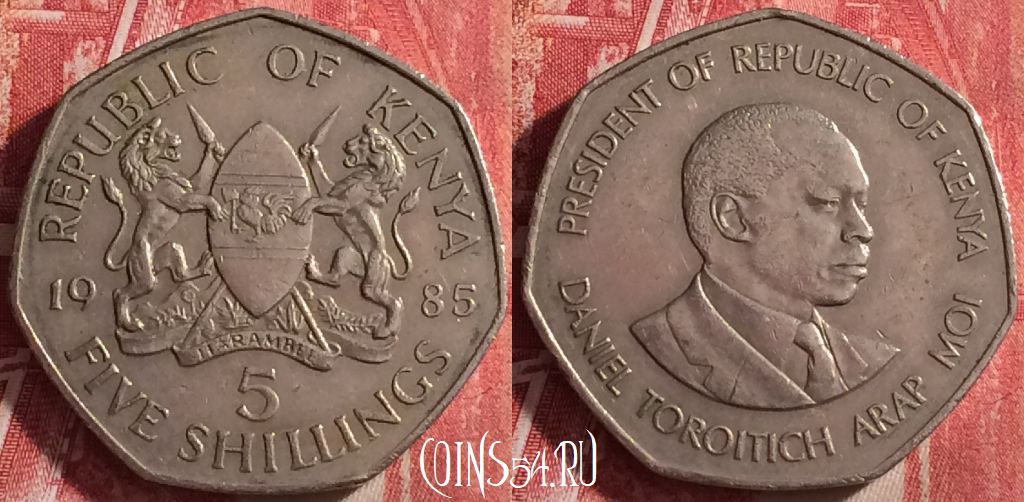 REPUBLIC OF KENYA
19 85
HARAMBEE
5
FIVE SHILLINGS
PRESIDENT OF REPUBLIC OF KENYA
DANIEL TOROITICH ARAP MOI
COINS54.RU